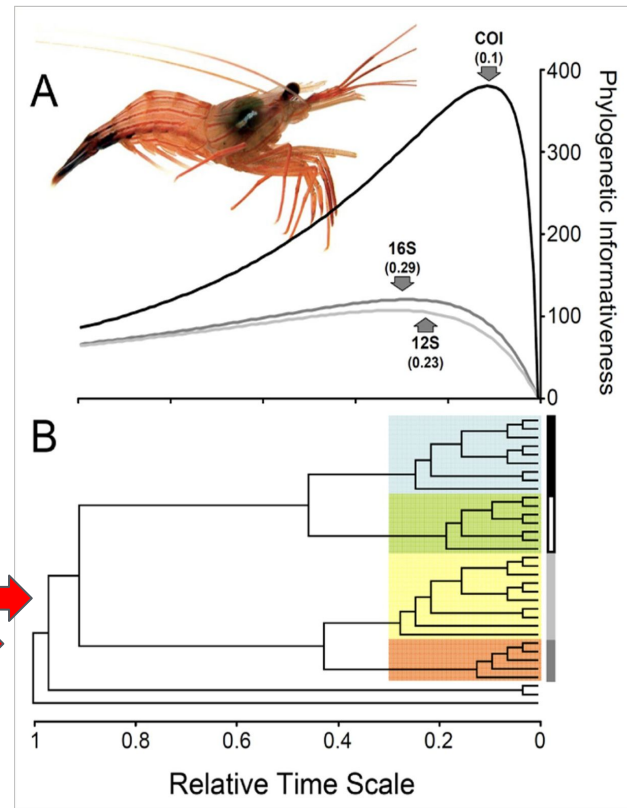 A
COI
(0.1)
400
300
200
100
0
Phylogenetic Informativeness
16S
(0.29)
12S
(0.23)
B
1 0.8 0.6 0.4 0.2 0
Relative Time Scale